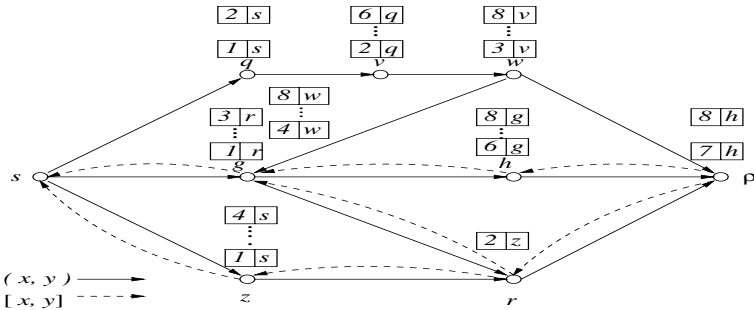 2 s 6 q 8 v
1 s 2 q 3 v
q v w
3 r 8 w 8 g 8 h
1 r 4 w 6 g 7 h
s g h ρ
4 s 2 z
1 s
z r
( x, y )
[ x, y ]